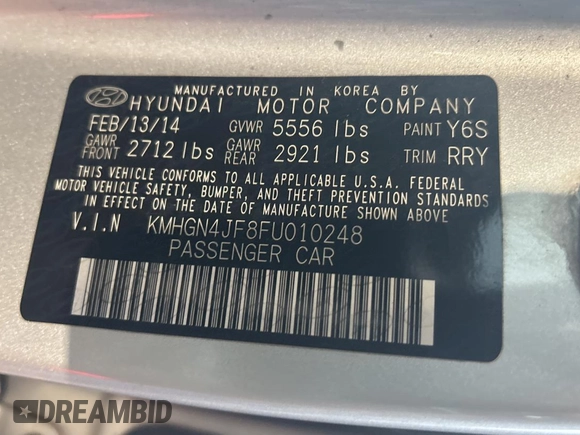 MANUFACTURED IN KOREA BY
HYUNDAI MOTOR COMPANY
FEB/13/14 GVWR 5556 lbs PAINT Y6S
GAWR FRONT 2712 lbs GAWR REAR 2921 lbs TRIM RRY
THIS VEHICLE CONFORMS TO ALL APPLICABLE U.S.A. FEDERAL
MOTOR VEHICLE SAFETY, BUMPER, AND THEFT PREVENTION STANDARDS
IN EFFECT ON THE DATE OF MANUFACTURE SHOWN ABOVE
V.I.N KMHGN4JF8FU010248
PASSENGER CAR
DREAMBID